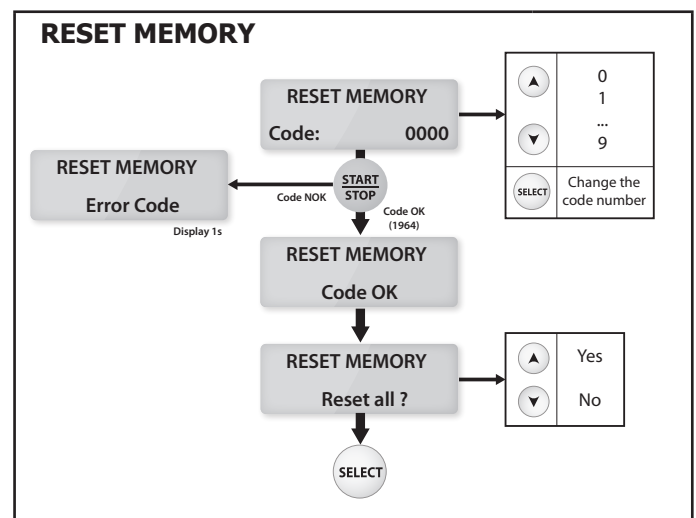 RESET MEMORY
RESET MEMORY
Code: 0000
0
1
...
9
SELECT
Change the
code number
START
STOP
RESET MEMORY
Error Code
Display 1s
Code NOK
Code OK
(1964)
RESET MEMORY
Code OK
RESET MEMORY
Reset all ?
Yes
No
SELECT